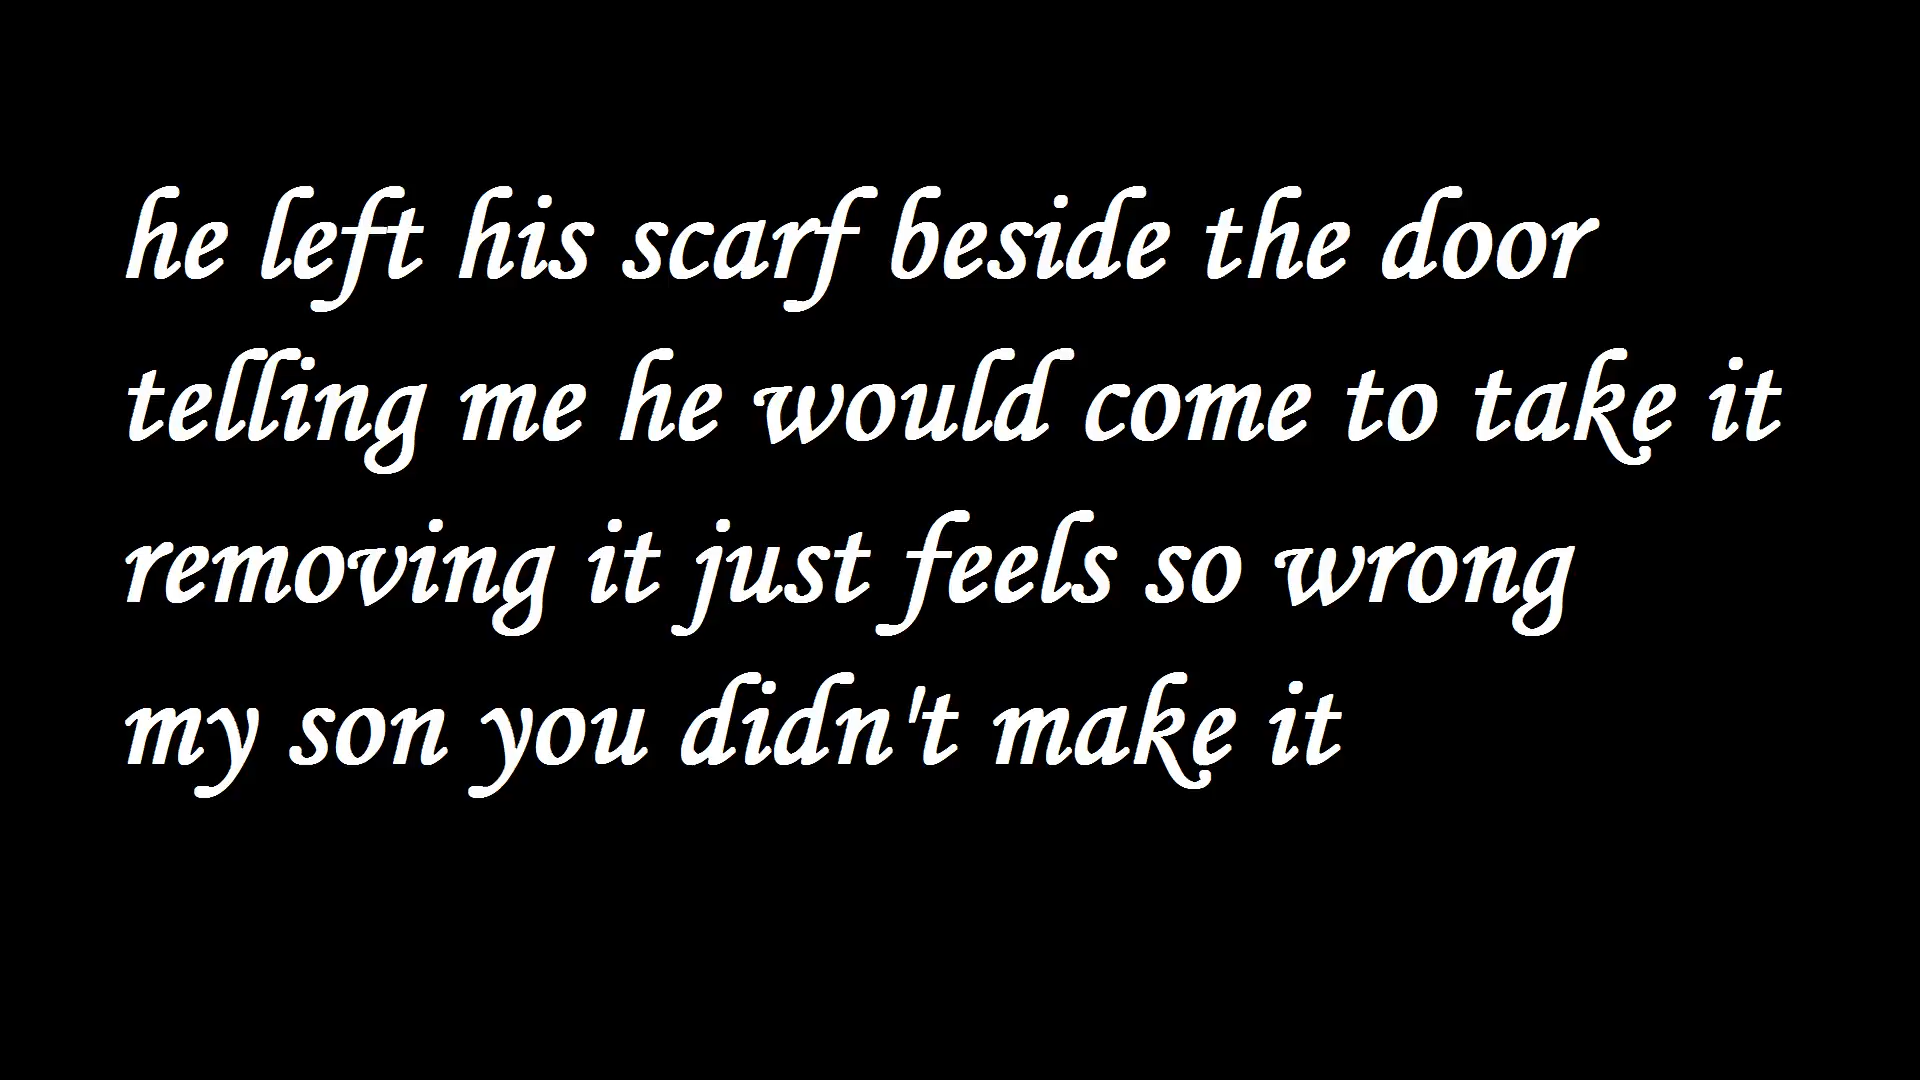 he left his scarf beside the door
telling me he would come to take it
removing it just feels so wrong
my son you didn't make it